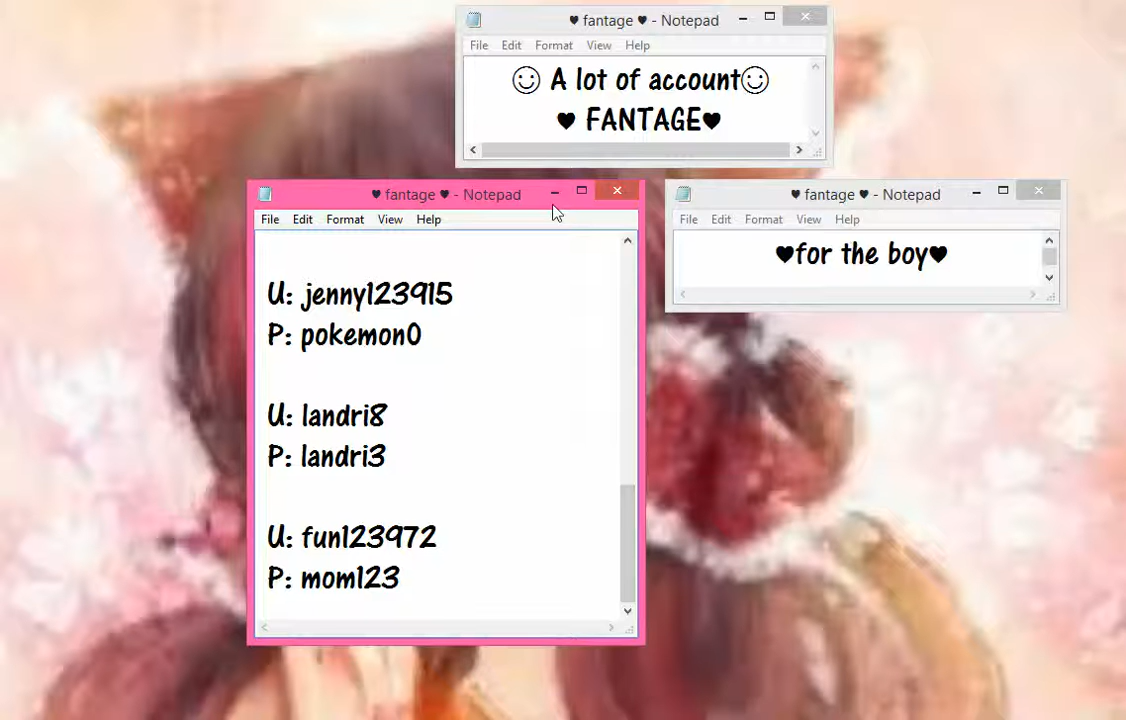 ♥ fantage ♥ - Notepad
File Edit Format View Help
☺ A lot of account☺
♥ FANTAGE♥
♥ fantage ♥ - Notepad
File Edit Format View Help
U: jenny123915
P: pokemon0
U: landri8
P: landri3
U: fun123972
P: mom123
♥ fantage ♥ - Notepad
File Edit Format View Help
♥for the boy♥